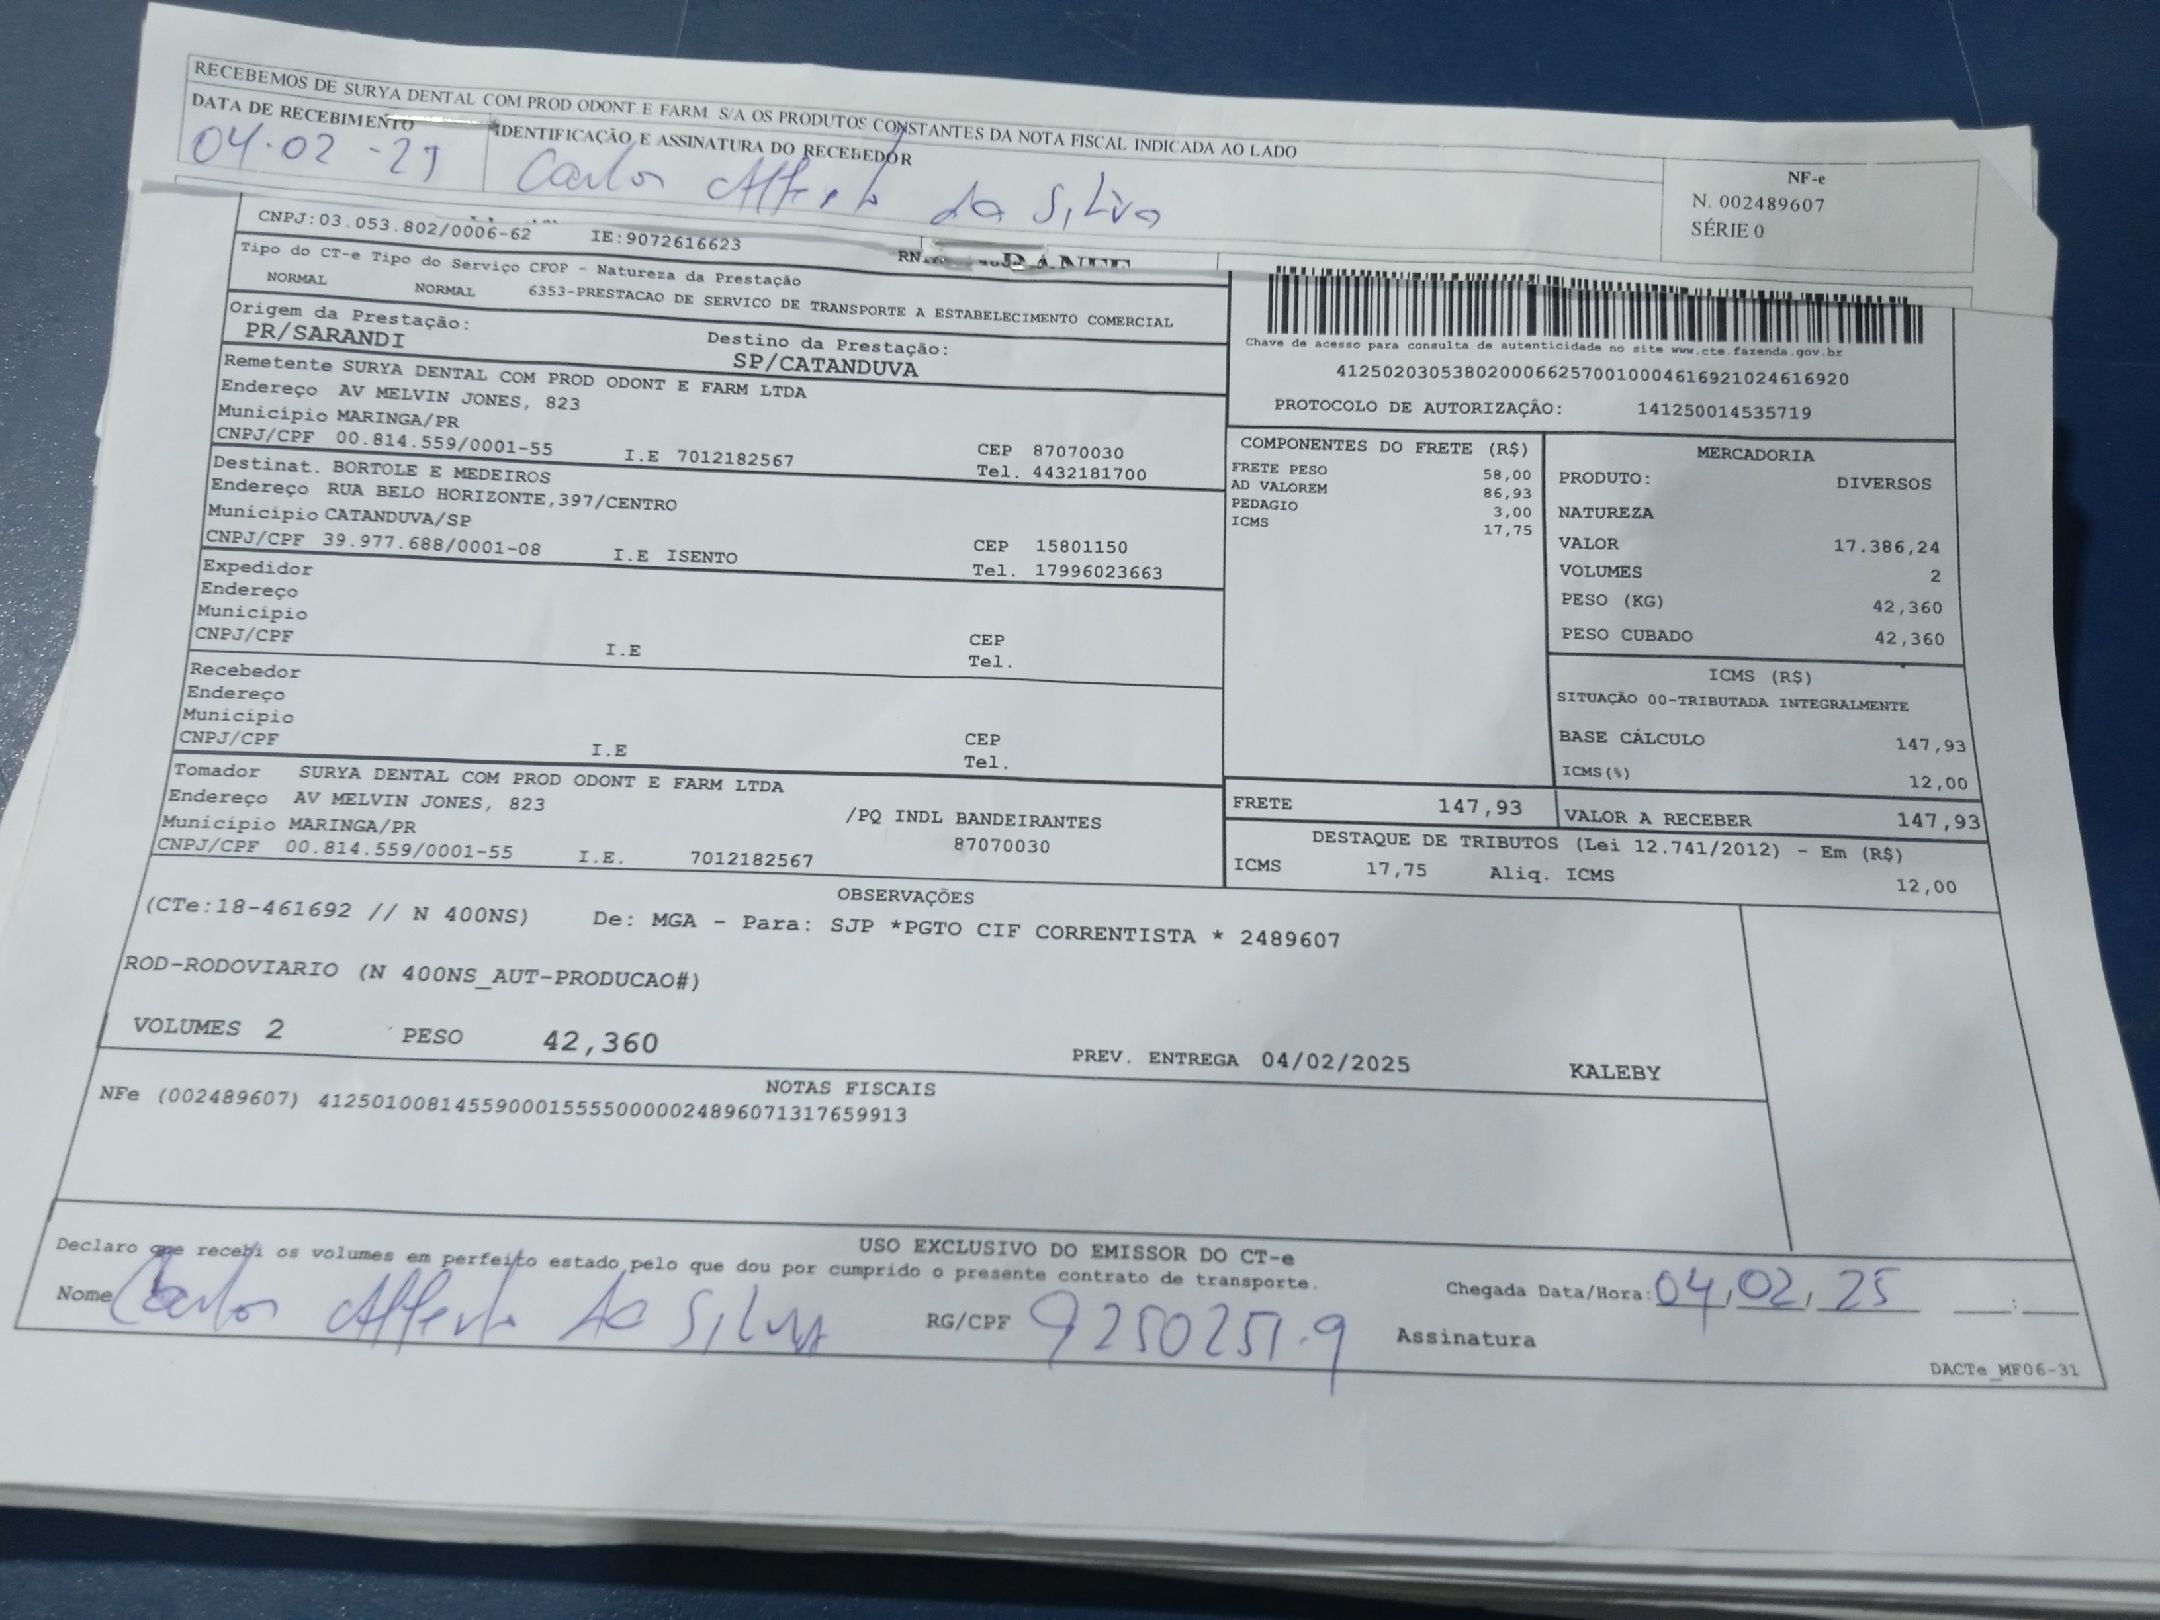 RECEBEMOS DE SURYA DENTAL COM PROD ODONT E FARM S/A OS PRODUTOS CONSTANTES DA NOTA FISCAL INDICADA AO LADO
DATA DE RECEBIMENTO IDENTIFICAÇÃO E ASSINATURA DO RECEBEDOR
04.02-25 Carlos Alberto da Silva
NF-e
N. 002489607
SÉRIE 0
CNPJ:03.053.802/0006-62 IE:9072616623
Tipo do CT-e Tipo do Serviço CFOP - Natureza da Prestação
NORMAL NORMAL 6353-PRESTACAO DE SERVICO DE TRANSPORTE A ESTABELECIMENTO COMERCIAL
Origem da Prestação: Destino da Prestação:
PR/SARANDI SP/CATANDUVA
Remetente SURYA DENTAL COM PROD ODONT E FARM LTDA
Endereço AV MELVIN JONES, 823
Município MARINGA/PR CEP 87070030
CNPJ/CPF 00.814.559/0001-55 I.E 7012182567 Tel. 4432181700
Destinat. BORTOLE E MEDEIROS
Endereço RUA BELO HORIZONTE,397/CENTRO
Município CATANDUVA/SP CEP 15801150
CNPJ/CPF 39.977.688/0001-08 I.E ISENTO Tel. 17996023663
Expedidor
Endereço
Município CEP
CNPJ/CPF I.E Tel.
Recebedor
Endereço
Município CEP
CNPJ/CPF I.E Tel.
Tomador SURYA DENTAL COM PROD ODONT E FARM LTDA
Endereço AV MELVIN JONES, 823 /PQ INDL BANDEIRANTES
Município MARINGA/PR 87070030
CNPJ/CPF 00.814.559/0001-55 I.E. 7012182567
Chave de acesso para consulta de autenticidade no site www.cte.fazenda.gov.br
41250203053802000662570010004616921024616920
PROTOCOLO DE AUTORIZAÇÃO: 141250014535719
COMPONENTES DO FRETE (R$)
FRETE PESO 58,00
AD VALOREM 86,93
PEDAGIO 3,00
ICMS 17,75
MERCADORIA
PRODUTO: DIVERSOS
NATUREZA
VALOR 17.386,24
VOLUMES 2
PESO (KG) 42,360
PESO CUBADO 42,360
ICMS (R$)
SITUAÇÃO 00-TRIBUTADA INTEGRALMENTE
BASE CÁLCULO 147,93
ICMS(%) 12,00
FRETE 147,93 VALOR A RECEBER 147,93
DESTAQUE DE TRIBUTOS (Lei 12.741/2012) - Em (R$)
ICMS 17,75 Aliq. ICMS 12,00
OBSERVAÇÕES
(CTe:18-461692 // N 400NS) De: MGA - Para: SJP *PGTO CIF CORRENTISTA * 2489607
ROD-RODOVIARIO (N 400NS_AUT-PRODUCAO#)
VOLUMES 2 PESO 42,360 PREV. ENTREGA 04/02/2025 KALEBY
NOTAS FISCAIS
NFe (002489607) 41250100814559000155550000024896071317659913
USO EXCLUSIVO DO EMISSOR DO CT-e
Declaro que recebi os volumes em perfeito estado pelo que dou por cumprido o presente contrato de transporte.
Chegada Data/Hora: 04/02/25 __:__
Nome Carlos Alberto da Silva RG/CPF 9250251.9 Assinatura
DACTe_MF06-31